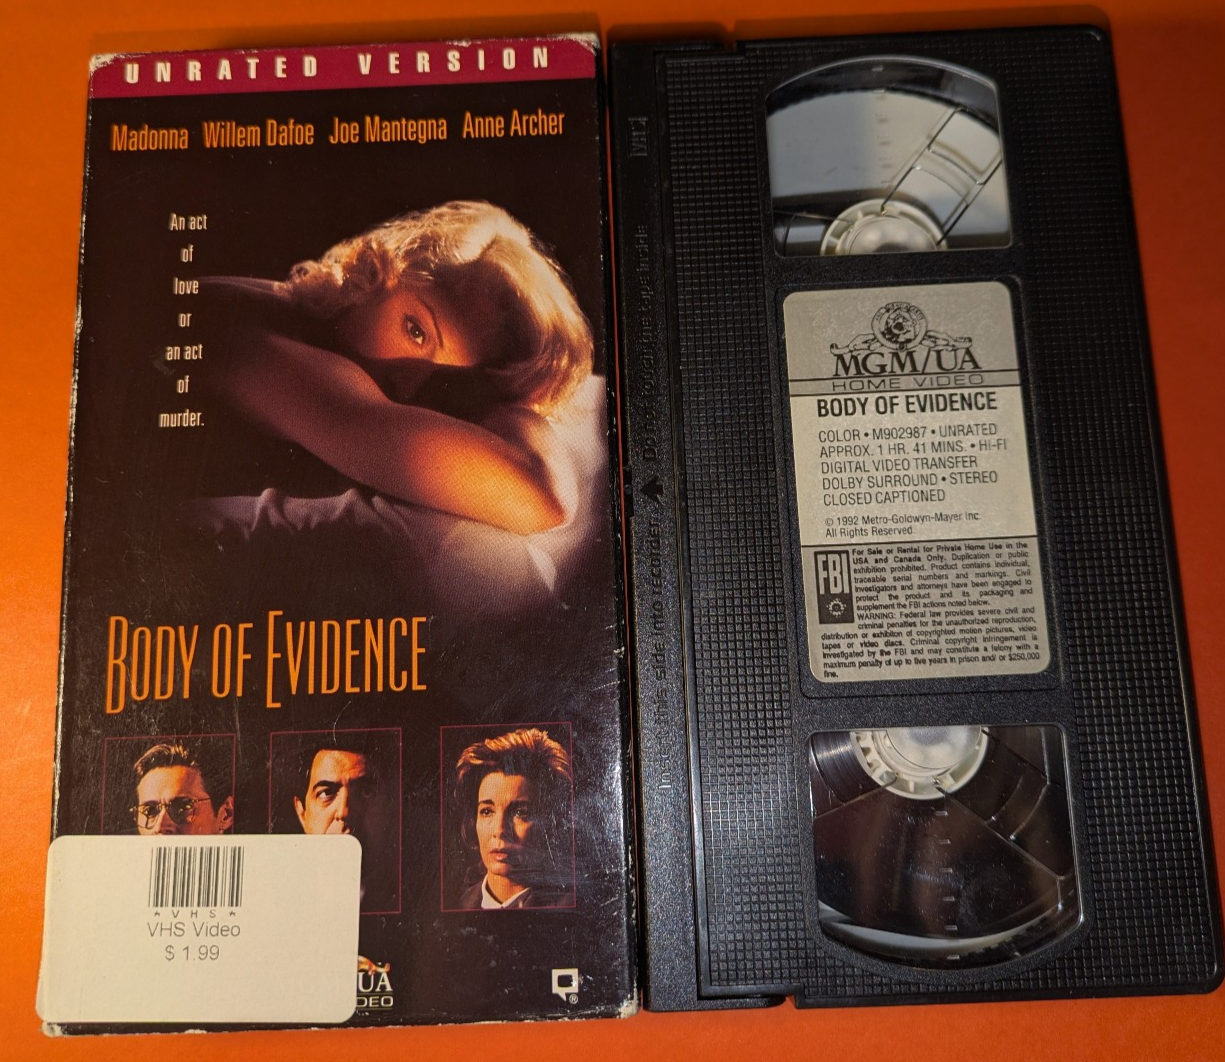 UNRATED VERSION
Madonna Willem Dafoe Joe Mantegna Anne Archer
An act
of
love
or
an act
of
murder.
BODY OF EVIDENCE
* V H S *
VHS Video
$ 1.99
UA
DEO
®
VHS
Do not touch the tape inside
Insert this side into recorder
MGM/UA
HOME VIDEO
BODY OF EVIDENCE
COLOR • M902987 • UNRATED
APPROX. 1 HR. 41 MINS. • HI-FI
DIGITAL VIDEO TRANSFER
DOLBY SURROUND • STEREO
CLOSED CAPTIONED
© 1992 Metro-Goldwyn-Mayer Inc.
All Rights Reserved.
FBI
For Sale or Rental for Private Home Use in the
USA and Canada Only. Duplication or public
exhibition prohibited. Product contains individual,
traceable serial numbers and markings. Civil
investigators and attorneys have been engaged to
protect the product and its packaging and
supplement the FBI actions noted below.
WARNING: Federal law provides severe civil and
criminal penalties for the unauthorized reproduction,
distribution or exhibition of copyrighted motion pictures, video
tapes or video discs. Criminal copyright infringement is
investigated by the FBI and may constitute a felony with a
maximum penalty of up to five years in prison and/ or $250,000
fine.